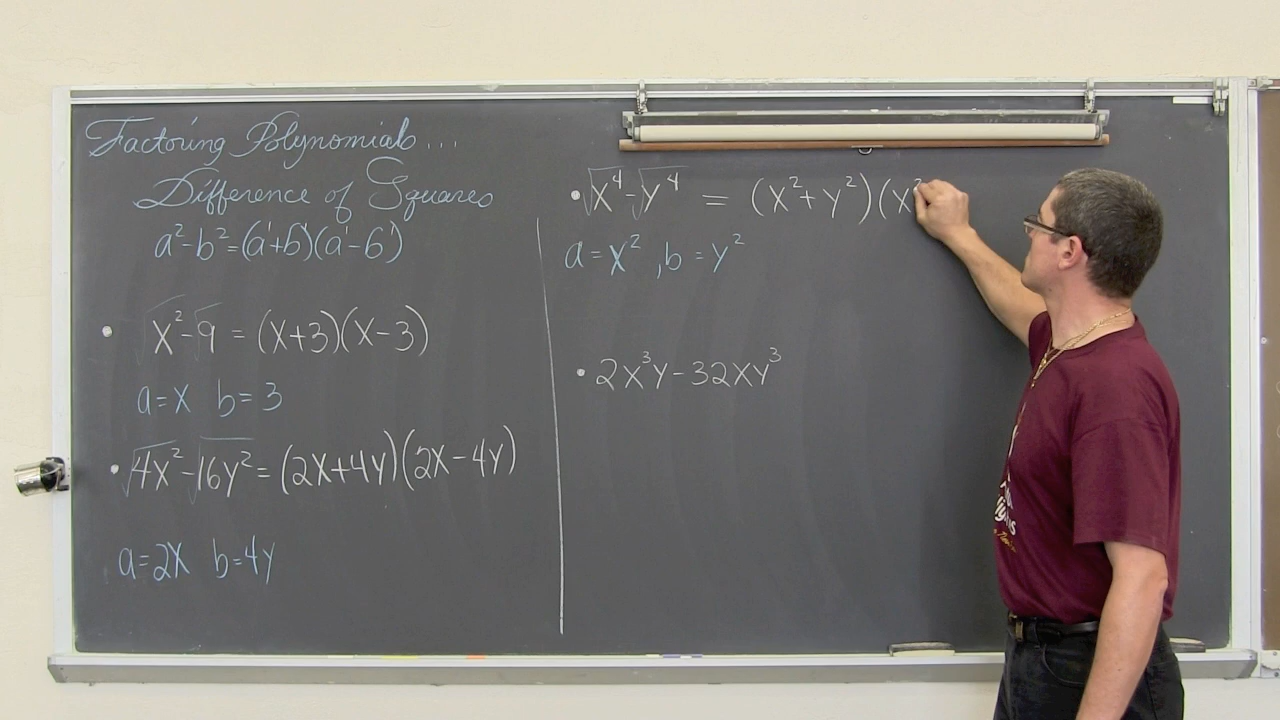 Factoring Polynomials...
Difference of Squares
a²-b²=(a'+b')(a'-b')
• √x²-√9 = (x+3)(x-3)
a=x b=3
• √4x²-√16y²=(2x+4y)(2x-4y)
a=2x b=4y
• √x⁴-√y⁴ = (x²+y²)(x²
a=x², b=y²
• 2x³y-32xy³